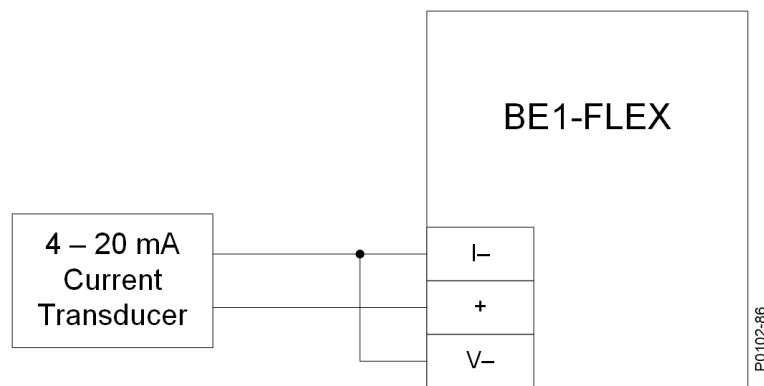 BE1-FLEX
4 – 20 mA
Current
Transducer
I–
+
V–
P0102-86